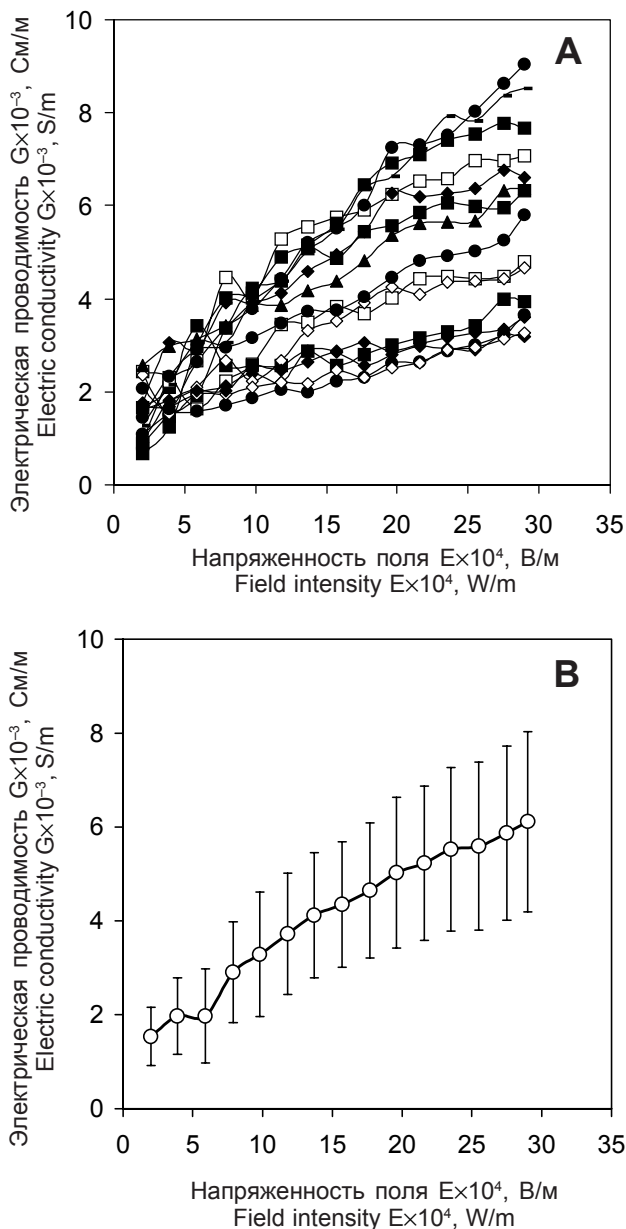 Электрическая проводимость G×10⁻³, См/м
Electric conductivity G×10⁻³, S/m
A
10
8
6
4
2
0
0 5 10 15 20 25 30 35
Напряженность поля E×10⁴, В/м
Field intensity E×10⁴, W/m
Электрическая проводимость G×10⁻³, См/м
Electric conductivity G×10⁻³, S/m
B
10
8
6
4
2
0
0 5 10 15 20 25 30 35
Напряженность поля E×10⁴, В/м
Field intensity E×10⁴, W/m